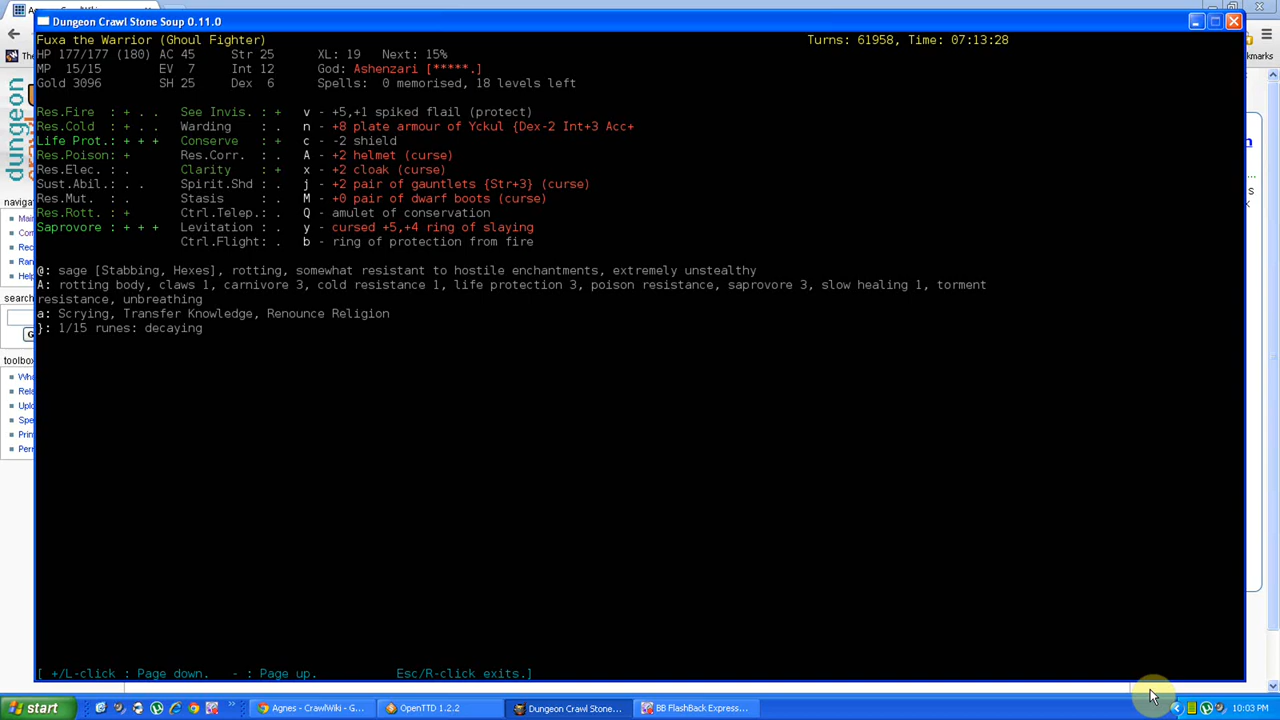 Dungeon Crawl Stone Soup 0.11.0
Fuxa the Warrior (Ghoul Fighter) Turns: 61958, Time: 07:13:28
HP 177/177 (180) AC 45 Str 25 XL: 19 Next: 15%
MP 15/15 EV 7 Int 12 God: Ashenzari [*****.]
Gold 3096 SH 25 Dex 6 Spells: 0 memorised, 18 levels left
Res.Fire : + . . See Invis. : + v - +5,+1 spiked flail (protect)
Res.Cold : + . . Warding : . n - +8 plate armour of Yckul {Dex-2 Int+3 Acc+
Life Prot.: + + + Conserve : + c - -2 shield
Res.Poison: + Res.Corr. : . A - +2 helmet (curse)
Res.Elec. : . Clarity : + x - +2 cloak (curse)
Sust.Abil.: . . Spirit.Shd : . j - +2 pair of gauntlets {Str+3} (curse)
Res.Mut. : . Stasis : . M - +0 pair of dwarf boots (curse)
Res.Rott. : + Ctrl.Telep.: . Q - amulet of conservation
Saprovore : + + + Levitation : . y - cursed +5,+4 ring of slaying
Ctrl.Flight: . b - ring of protection from fire
@: sage [Stabbing, Hexes], rotting, somewhat resistant to hostile enchantments, extremely unstealthy
A: rotting body, claws 1, carnivore 3, cold resistance 1, life protection 3, poison resistance, saprovore 3, slow healing 1, torment
resistance, unbreathing
a: Scrying, Transfer Knowledge, Renounce Religion
}: 1/15 runes: decaying
[ +/L-click : Page down. - : Page up. Esc/R-click exits.]
start
Agnes - CrawlWiki - G...
OpenTTD 1.2.2
Dungeon Crawl Stone...
BB FlashBack Express...
10:03 PM